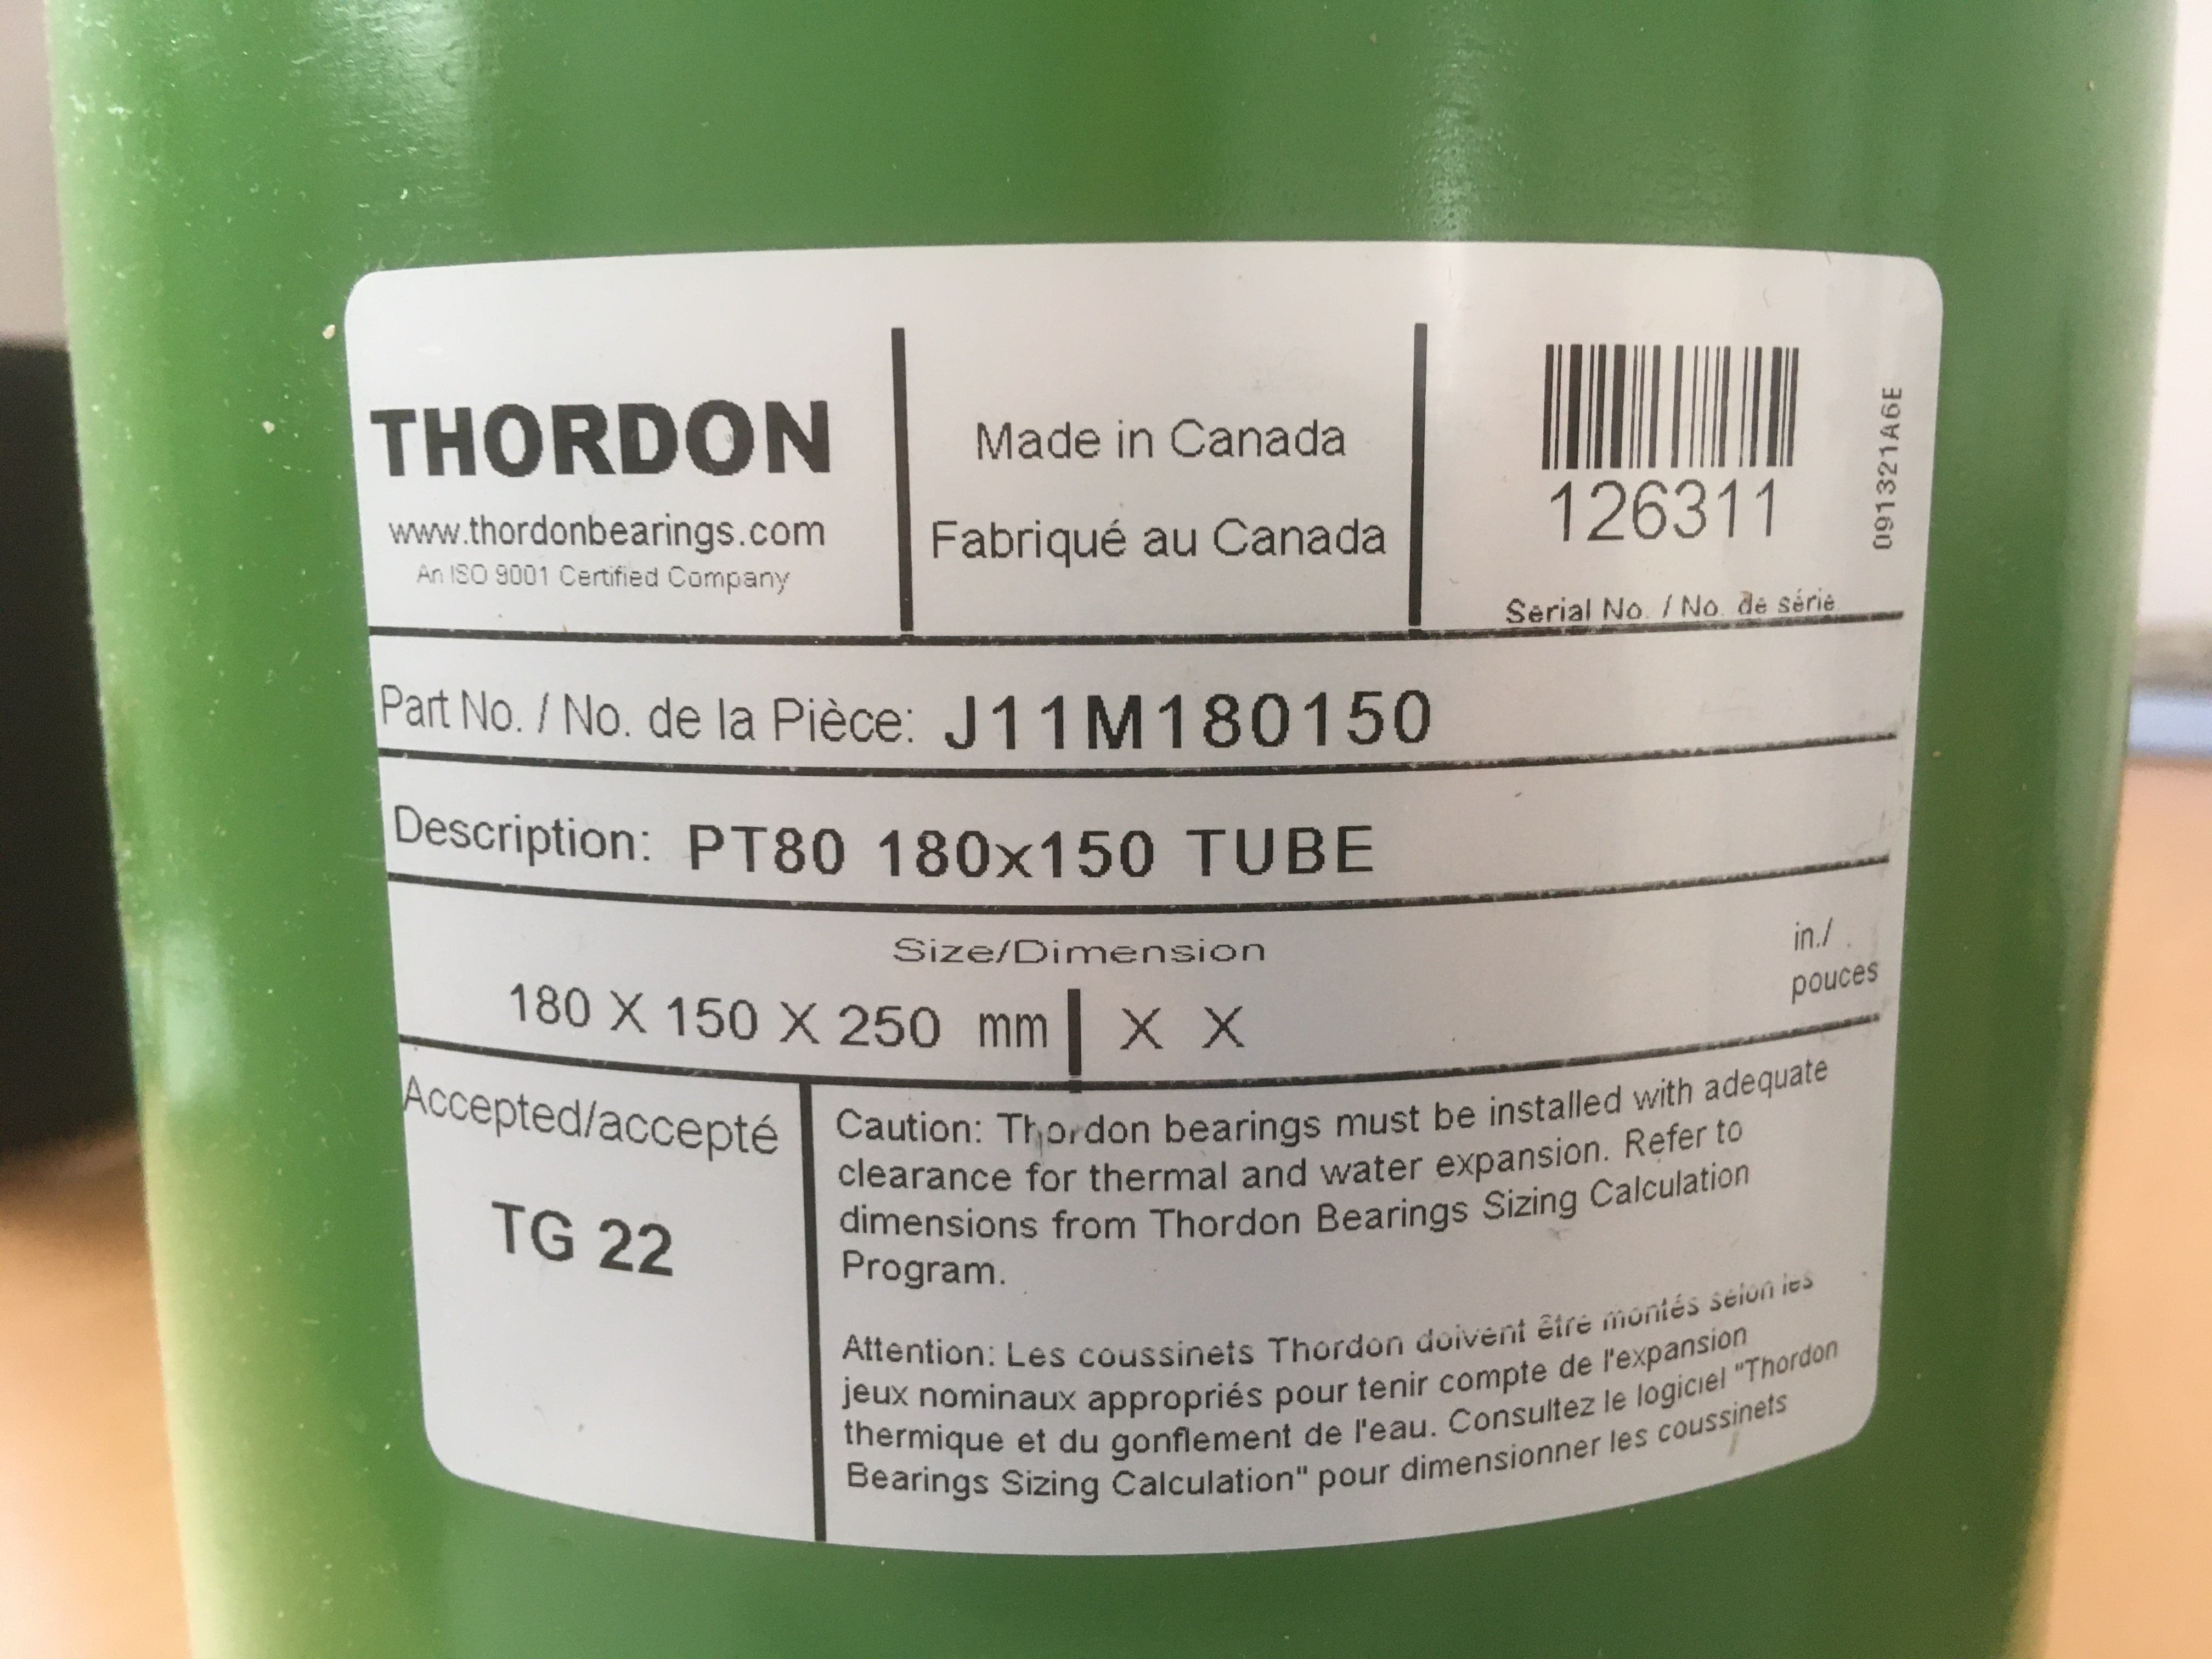 THORDON
www.thordonbearings.com
An ISO 9001 Certified Company
Made in Canada
Fabriqué au Canada
126311
Serial No. / No. de série
091321A6E
Part No. / No. de la Pièce: J11M180150
Description: PT80 180x150 TUBE
Size/Dimension
180 X 150 X 250 mm
X X
in./
pouces
Accepted/accepté
TG 22
Caution: Thordon bearings must be installed with adequate
clearance for thermal and water expansion. Refer to
dimensions from Thordon Bearings Sizing Calculation
Program.
Attention: Les coussinets Thordon doivent être montés selon les
jeux nominaux appropriés pour tenir compte de l'expansion
thermique et du gonflement de l'eau. Consultez le logiciel "Thordon
Bearings Sizing Calculation" pour dimensionner les coussinets